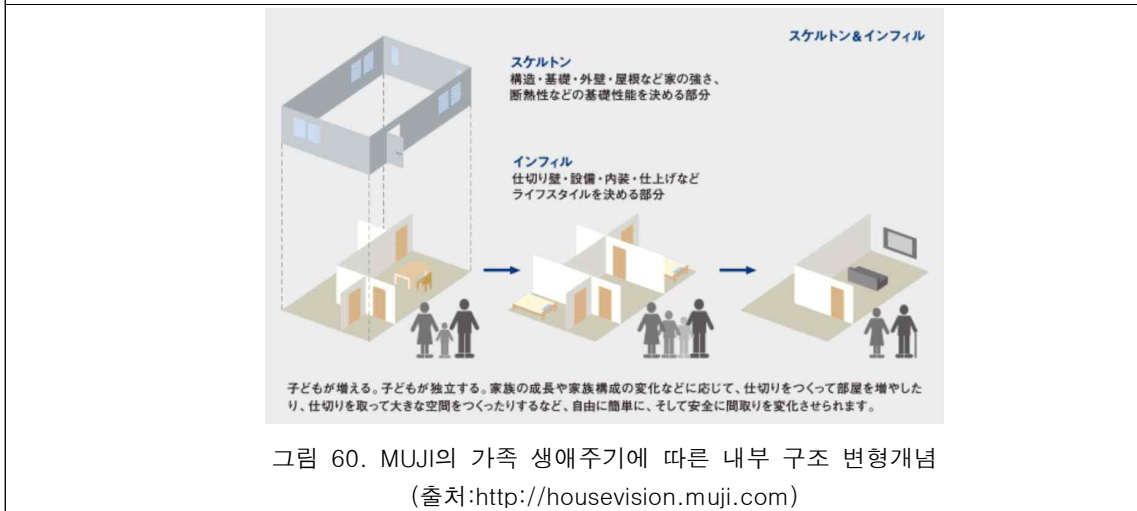 スケルトン&インフィル
スケルトン
構造・基礎・外壁・屋根など家の強さ、
断熱性などの基礎性能を決める部分
インフィル
仕切り壁・設備・内装・仕上げなど
ライフスタイルを決める部分
子どもが増える。子どもが独立する。家族の成長や家族構成の変化などに応じて、仕切りをつくって部屋を増やした
り、仕切りを取って大きな空間をつくったりするなど、自由に簡単に、そして安全に間取りを変化させられます。
그림 60. MUJI의 가족 생애주기에 따른 내부 구조 변형개념
(출처:http://housevision.muji.com)